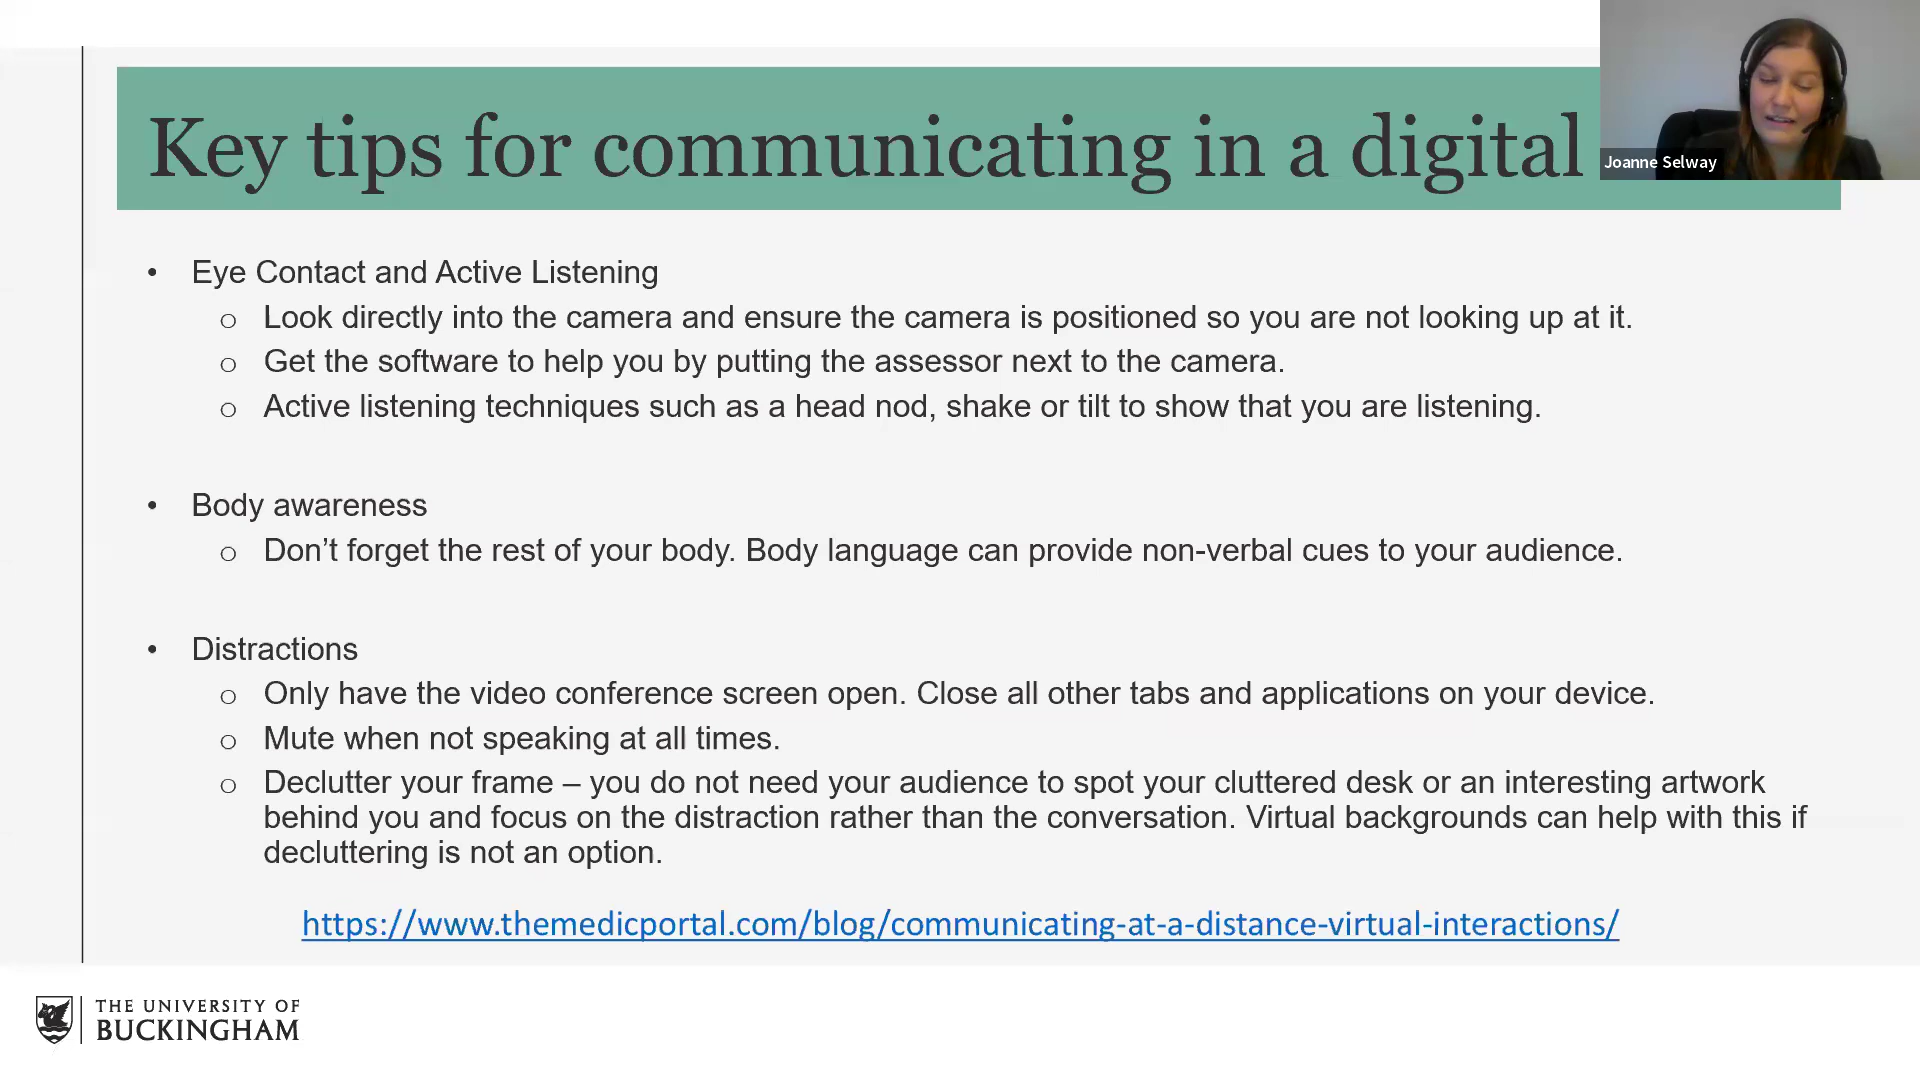 Key tips for communicating in a digital
Joanne Selway
• Eye Contact and Active Listening
o Look directly into the camera and ensure the camera is positioned so you are not looking up at it.
o Get the software to help you by putting the assessor next to the camera.
o Active listening techniques such as a head nod, shake or tilt to show that you are listening.
• Body awareness
o Don’t forget the rest of your body. Body language can provide non-verbal cues to your audience.
• Distractions
o Only have the video conference screen open. Close all other tabs and applications on your device.
o Mute when not speaking at all times.
o Declutter your frame – you do not need your audience to spot your cluttered desk or an interesting artwork
behind you and focus on the distraction rather than the conversation. Virtual backgrounds can help with this if
decluttering is not an option.
https://www.themedicportal.com/blog/communicating-at-a-distance-virtual-interactions/
THE UNIVERSITY OF
BUCKINGHAM